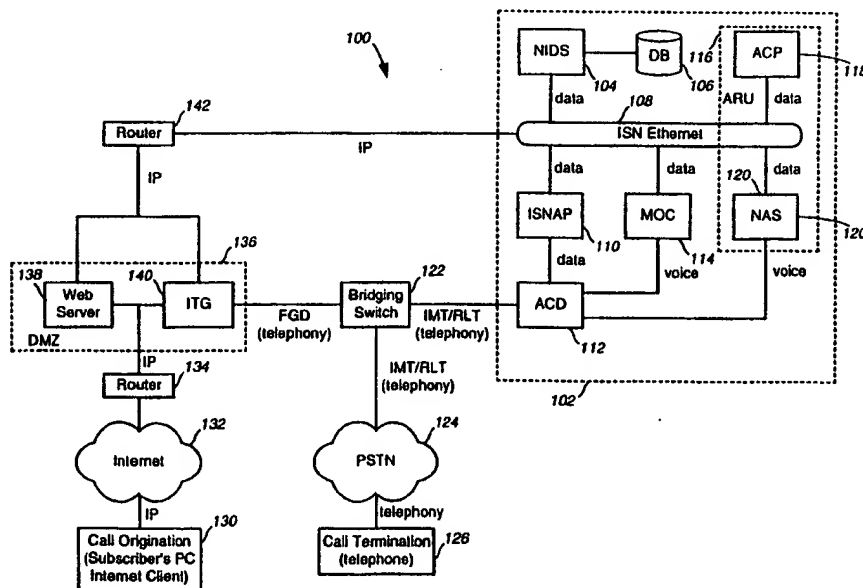 100
NIDS
104
DB
106
116
ACP
118
data
ARU
data
142
Router
108
ISN Ethernet
IP
IP
data
data
120
data
ISNAP
110
MOC
114
NAS
120
136
data
voice
voice
138
Web
Server
140
ITG
122
Bridging
Switch
FGD
(telephony)
IMT/RLT
(telephony)
ACD
112
DMZ
IP
Router
134
IMT/RLT
(telephony)
102
132
Internet
124
PSTN
IP
telephony
130
Call Origination
(Subscriber's PC
Internet Client)
Call Termination
(telephone)
126